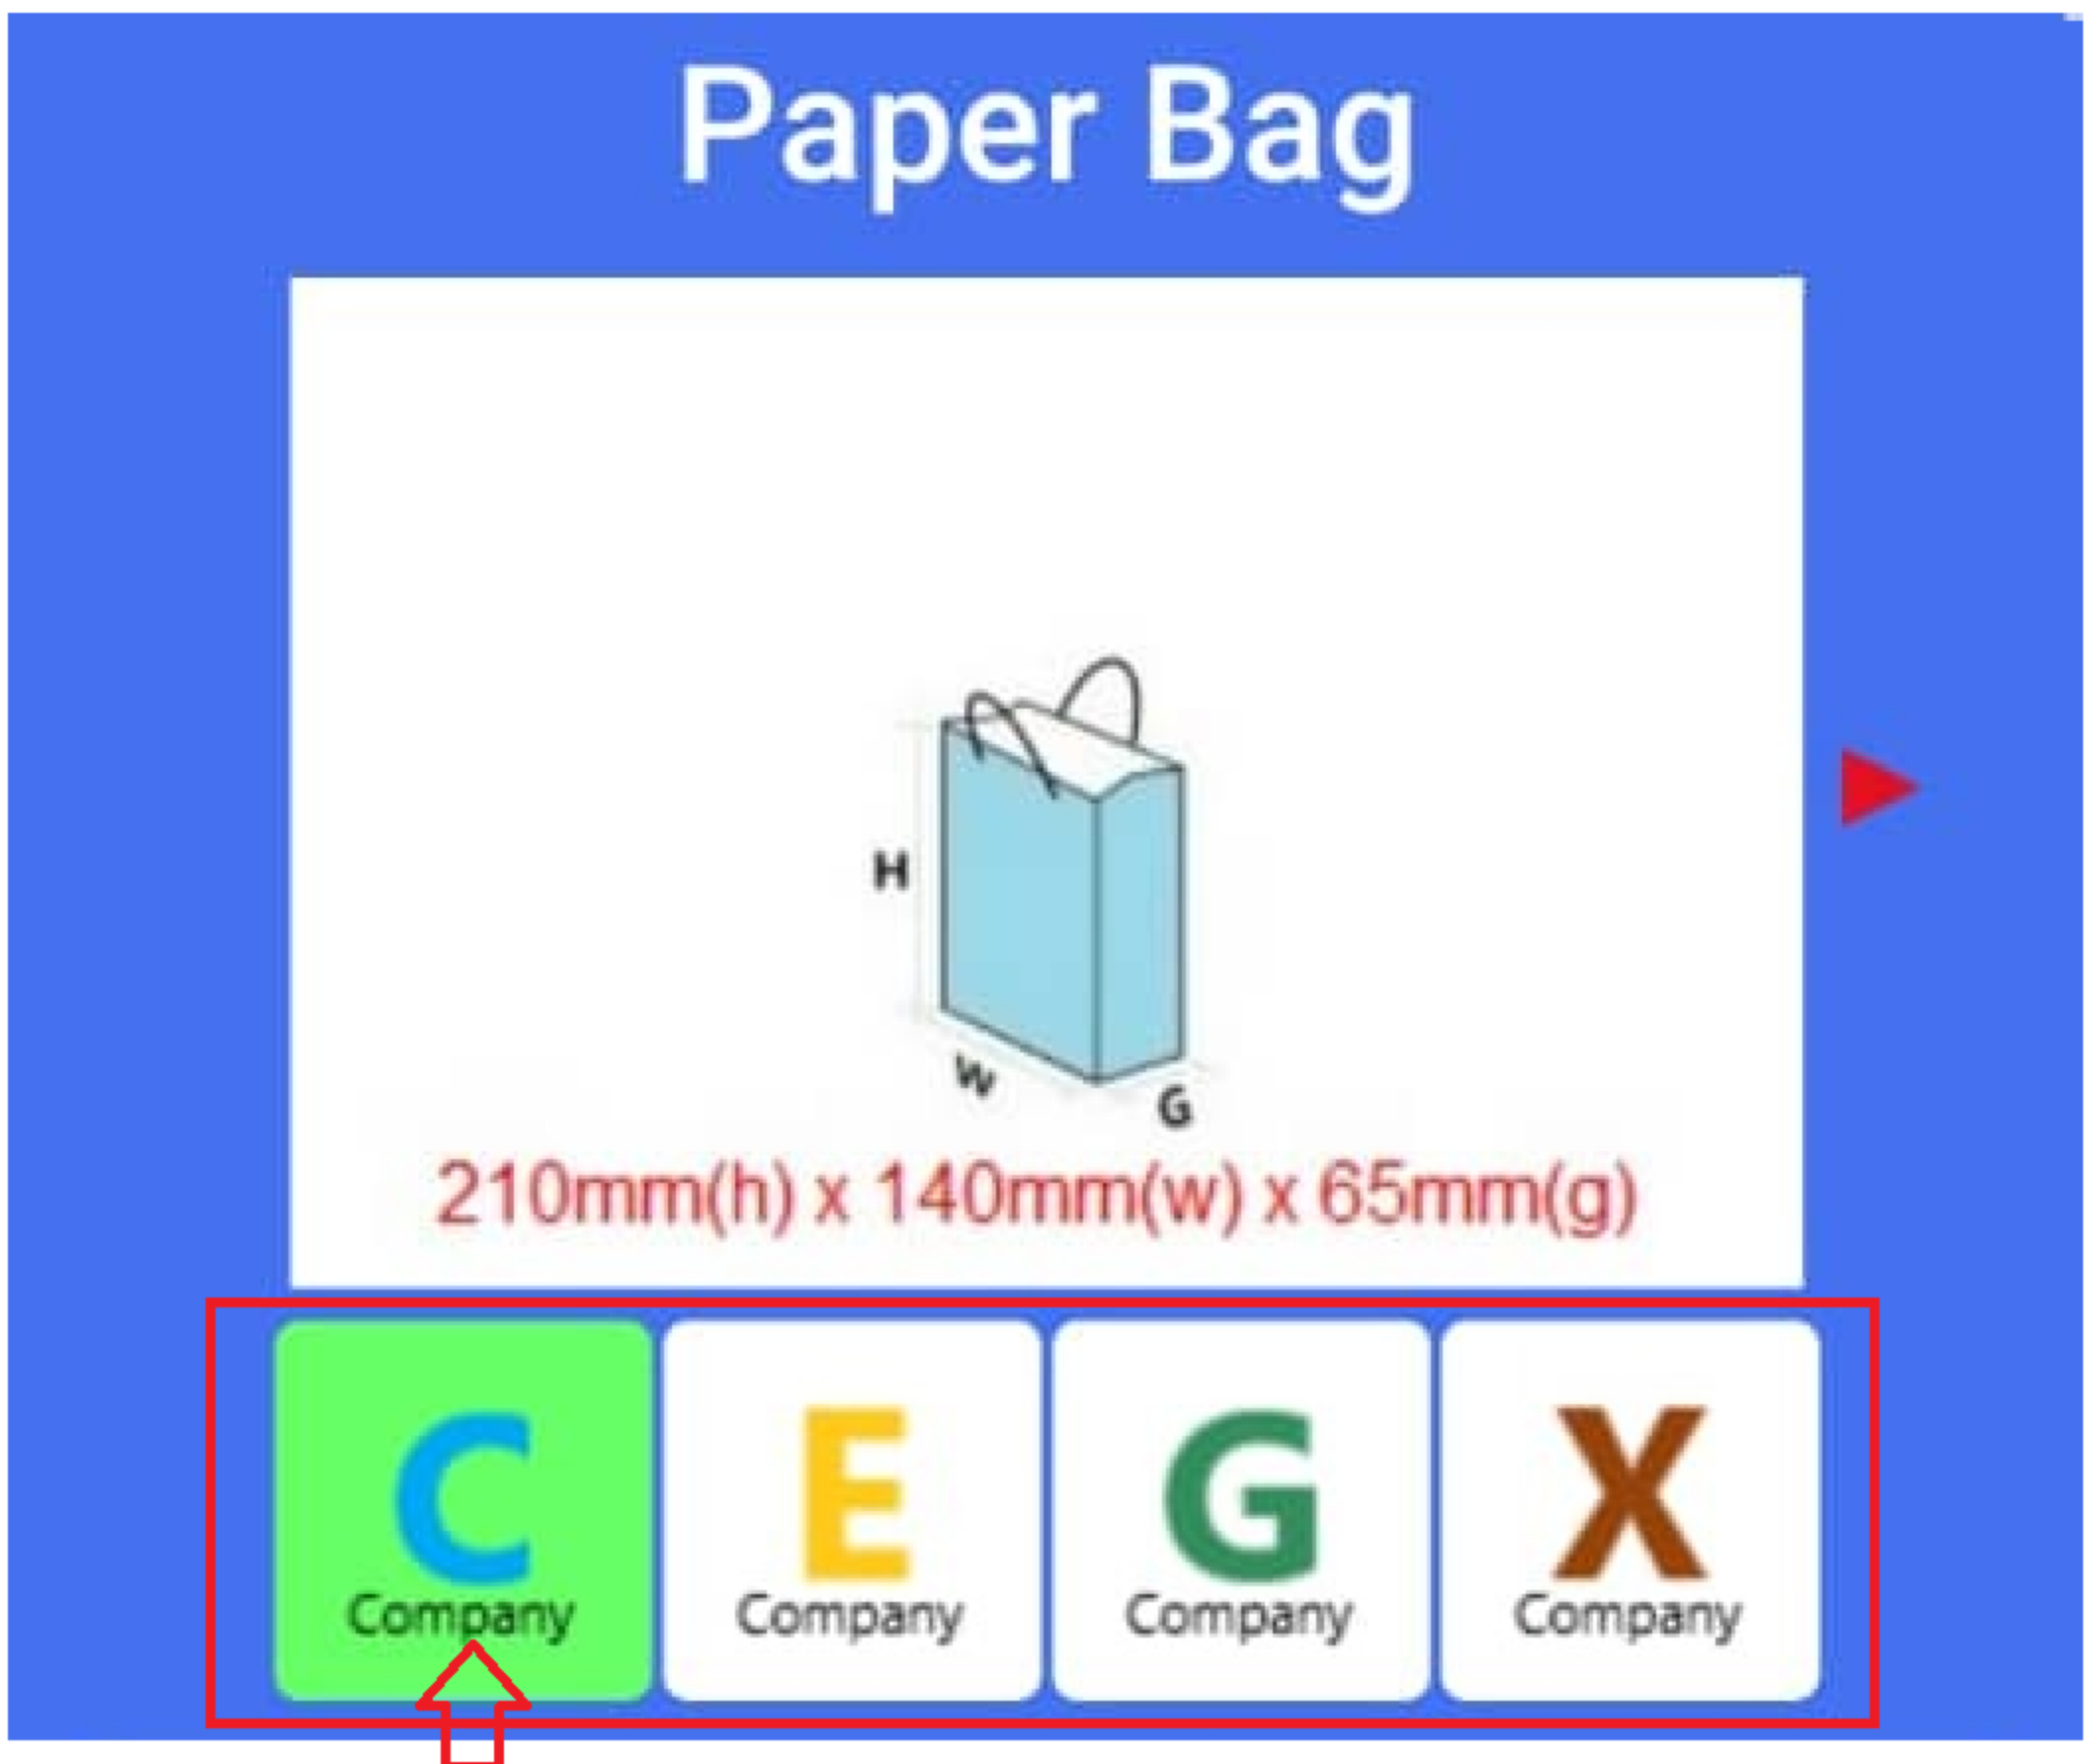 Paper Bag
H
W
G
210mm(h) x 140mm(w) x 65mm(g)
C E G X
Company Company Company Company